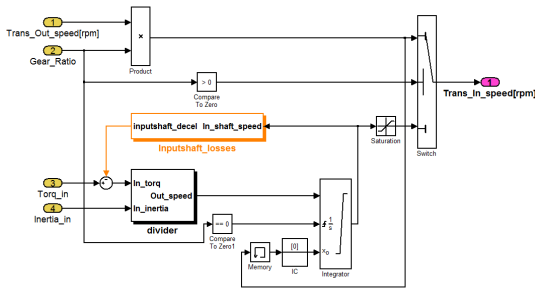 1
Trans_Out_speed[rpm]
2
Gear_Ratio
×
Product
> 0
Compare
To Zero
1
Trans_In_speed[rpm]
Switch
inputshaft_decel In_shaft_speed
Inputshaft_losses
Saturation
3
Torq_in
4
Inertia_in
In_torq
Out_speed
In_inertia
divider
== 0
Compare
To Zero1
Memory
[0]
IC
1
s
xo
Integrator